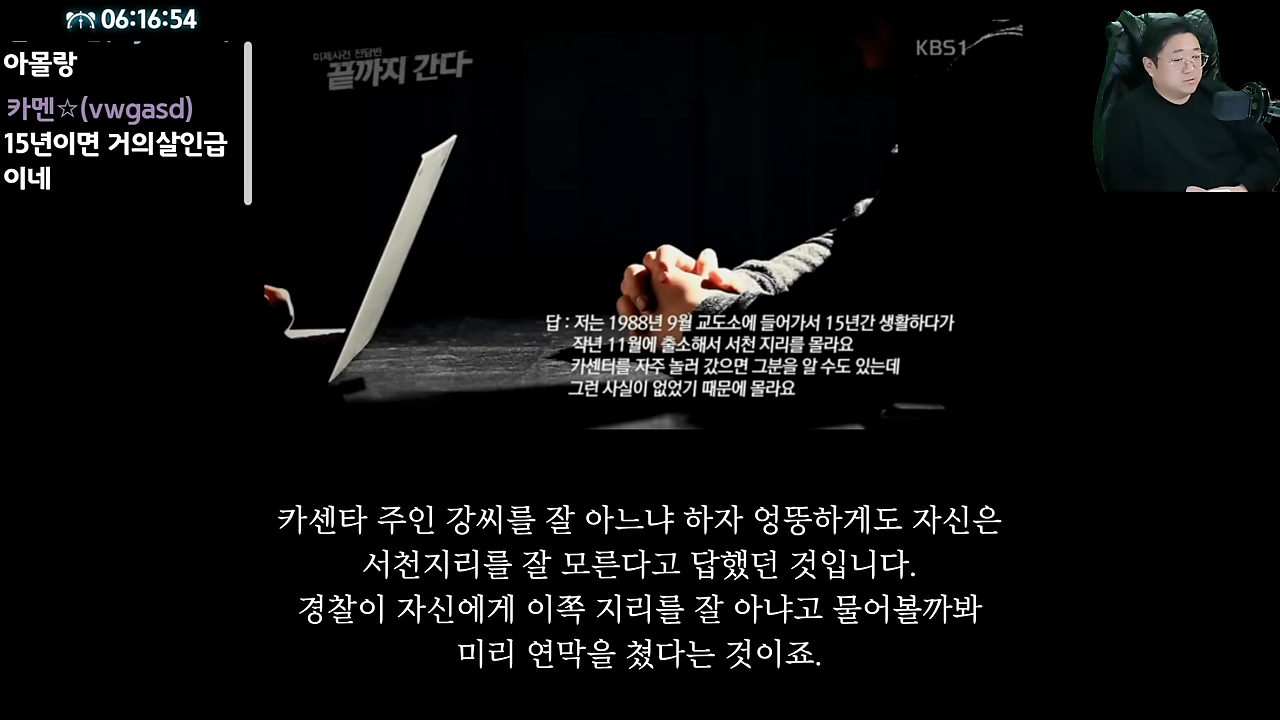 06:16:54
아몰랑
카멘☆(vwgasd)
15년이면 거의살인급
이네
미제사건 전담반
끝까지 간다
KBS1
답 : 저는 1988년 9월 교도소에 들어가서 15년간 생활하다가
작년 11월에 출소해서 서천 지리를 몰라요
카센터를 자주 놀러 갔으면 그분을 알 수도 있는데
그런 사실이 없었기 때문에 몰라요
카센타 주인 강씨를 잘 아느냐 하자 엉뚱하게도 자신은
서천지리를 잘 모른다고 답했던 것입니다.
경찰이 자신에게 이쪽 지리를 잘 아냐고 물어볼까봐
미리 연막을 쳤다는 것이죠.